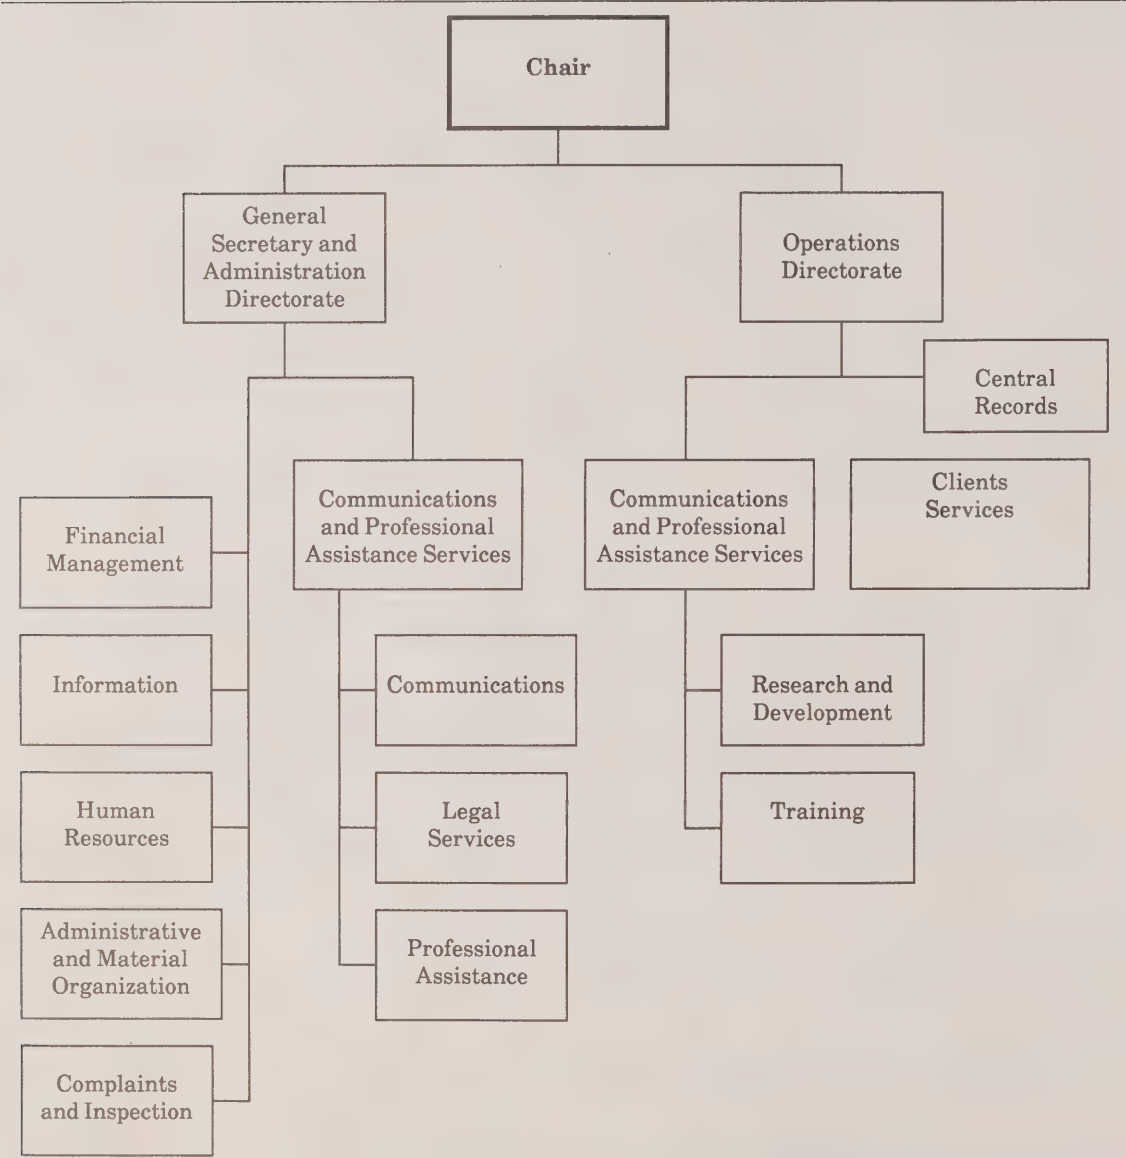 Chair
General
Secretary and
Administration
Directorate
Operations
Directorate
Central
Records
Communications
and Professional
Assistance Services
Communications
and Professional
Assistance Services
Clients
Services
Financial
Management
Information
Communications
Research and
Development
Human
Resources
Legal
Services
Training
Administrative
and Material
Organization
Professional
Assistance
Complaints
and Inspection